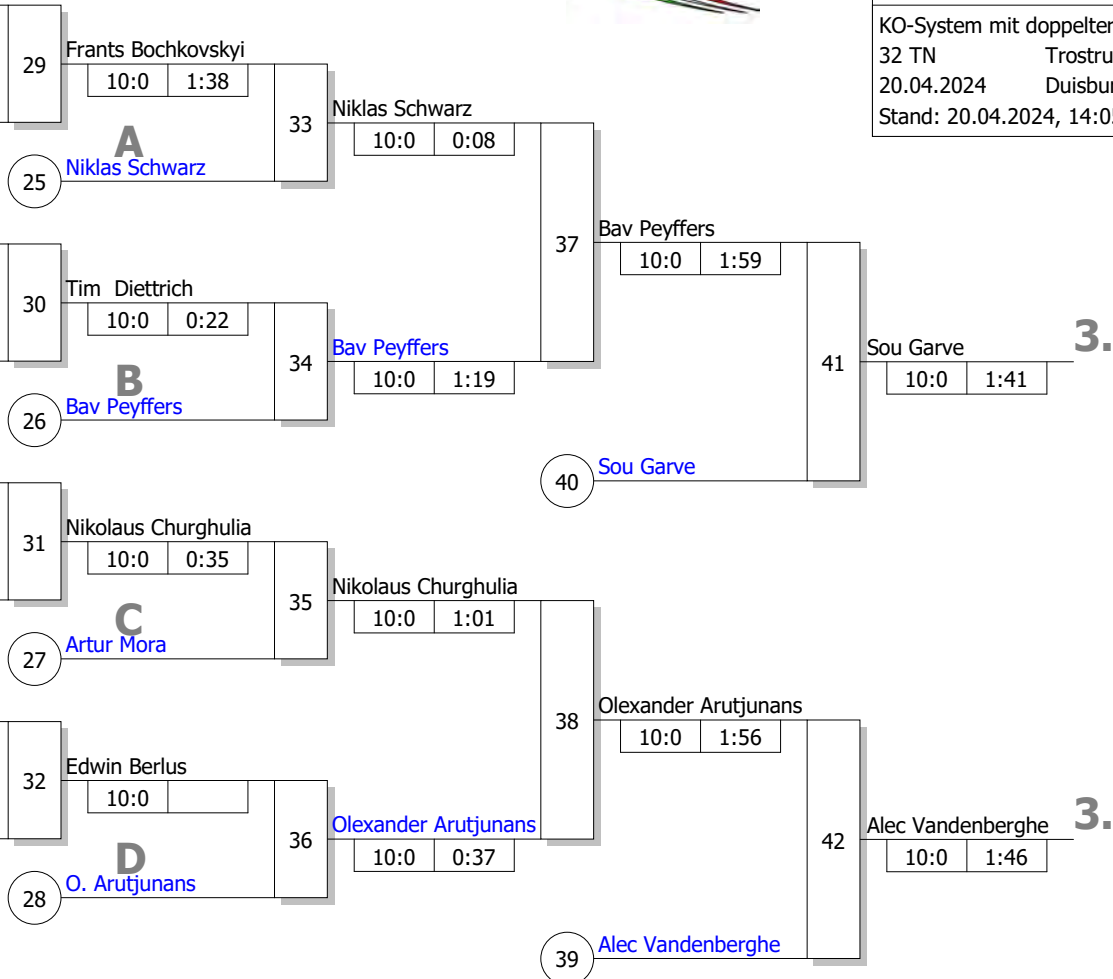 KO-System mit doppelter
32 TN Trostru
20.04.2024 Duisbur
Stand: 20.04.2024, 14:05
29
Frants Bochkovskyi
10:0 1:38
A
25
Niklas Schwarz
33
Niklas Schwarz
10:0 0:08
30
Tim Diettrich
10:0 0:22
B
26
Bav Peyffers
34
Bav Peyffers
10:0 1:19
37
Bav Peyffers
10:0 1:59
41
Sou Garve
10:0 1:41
3.
40
Sou Garve
31
Nikolaus Churghulia
10:0 0:35
C
27
Artur Mora
35
Nikolaus Churghulia
10:0 1:01
32
Edwin Berlus
10:0
D
28
O. Arutjunans
36
Olexander Arutjunans
10:0 0:37
38
Olexander Arutjunans
10:0 1:56
42
Alec Vandenberghe
10:0 1:46
3.
39
Alec Vandenberghe